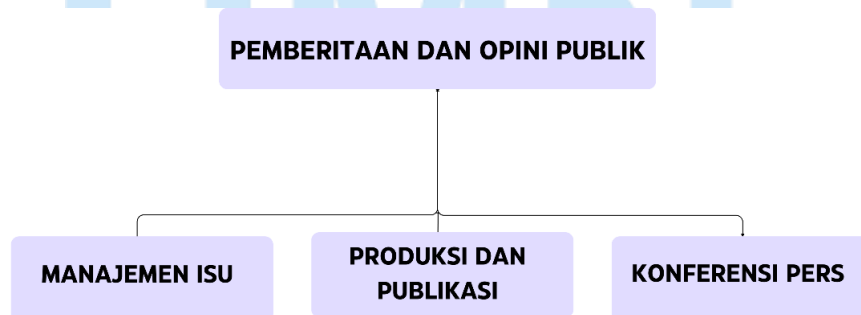 PEMBERITAAN DAN OPINI PUBLIK
MANAJEMEN ISU
PRODUKSI DAN
PUBLIKASI
KONFERENSI PERS